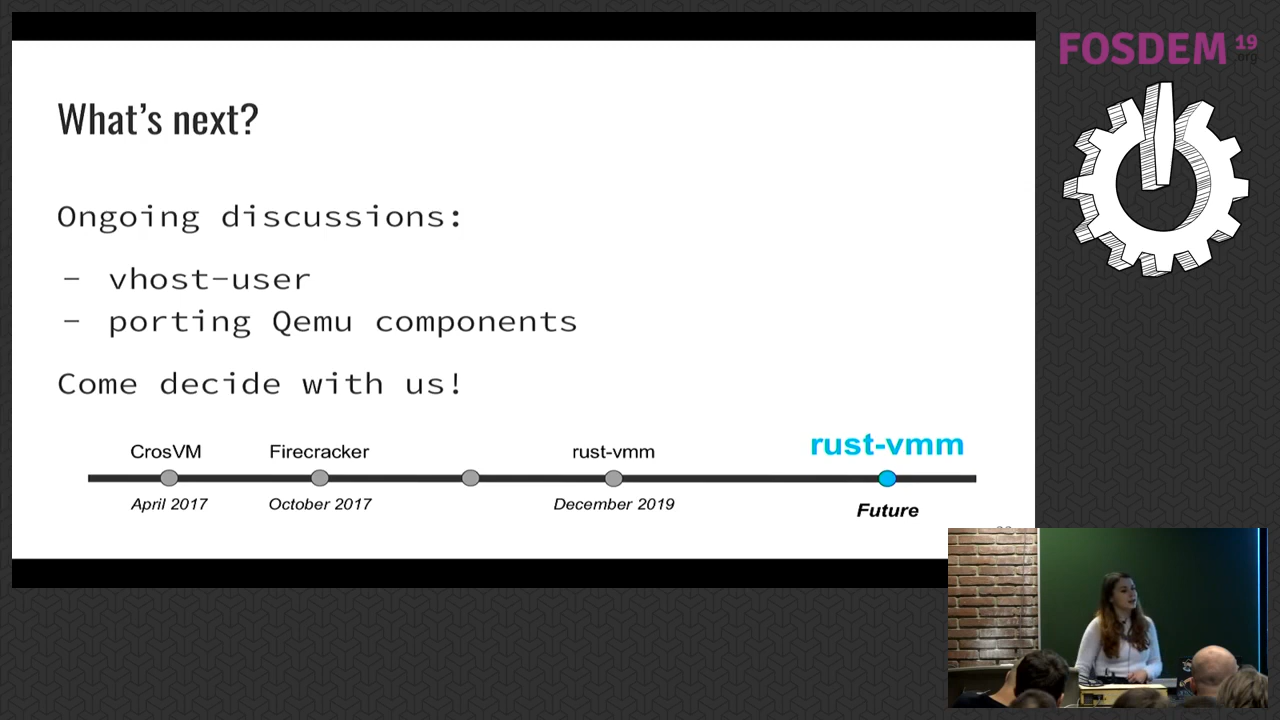 FOSDEM 19
.org
What's next?
Ongoing discussions:
- vhost-user
- porting Qemu components
Come decide with us!
CrosVM Firecracker rust-vmm rust-vmm
April 2017 October 2017 December 2019 Future